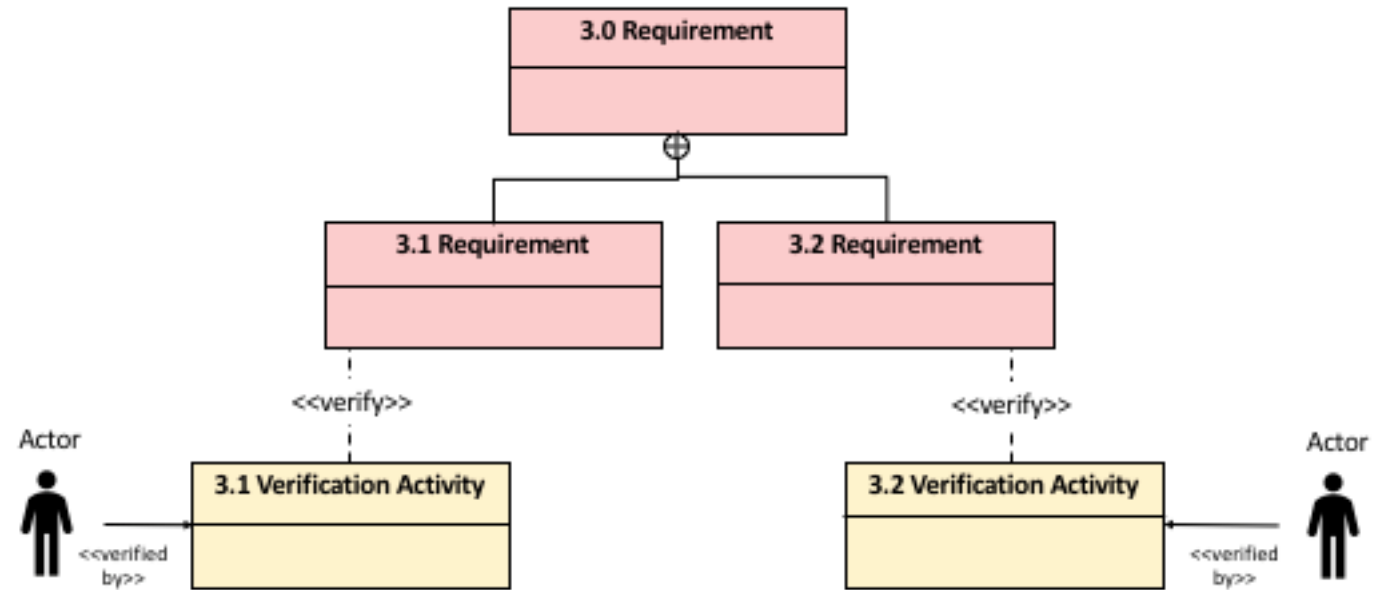 3.0 Requirement
3.1 Requirement
3.2 Requirement
<<verify>>
<<verify>>
Actor
Actor
3.1 Verification Activity
3.2 Verification Activity
<<verified
by>>
<<verified
by>>